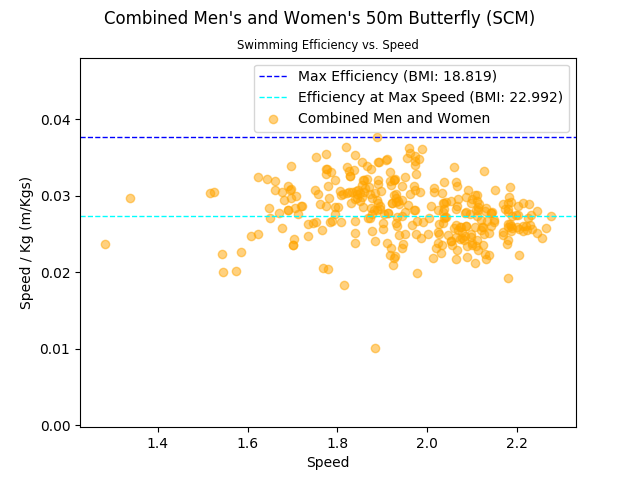 Combined Men's and Women's 50m Butterfly (SCM)
Swimming Efficiency vs. Speed
Max Efficiency (BMI: 18.819)
Efficiency at Max Speed (BMI: 22.992)
Combined Men and Women
Speed / Kg (m/Kgs)
0.04
0.03
0.02
0.01
0.00
1.4 1.6 1.8 2.0 2.2
Speed